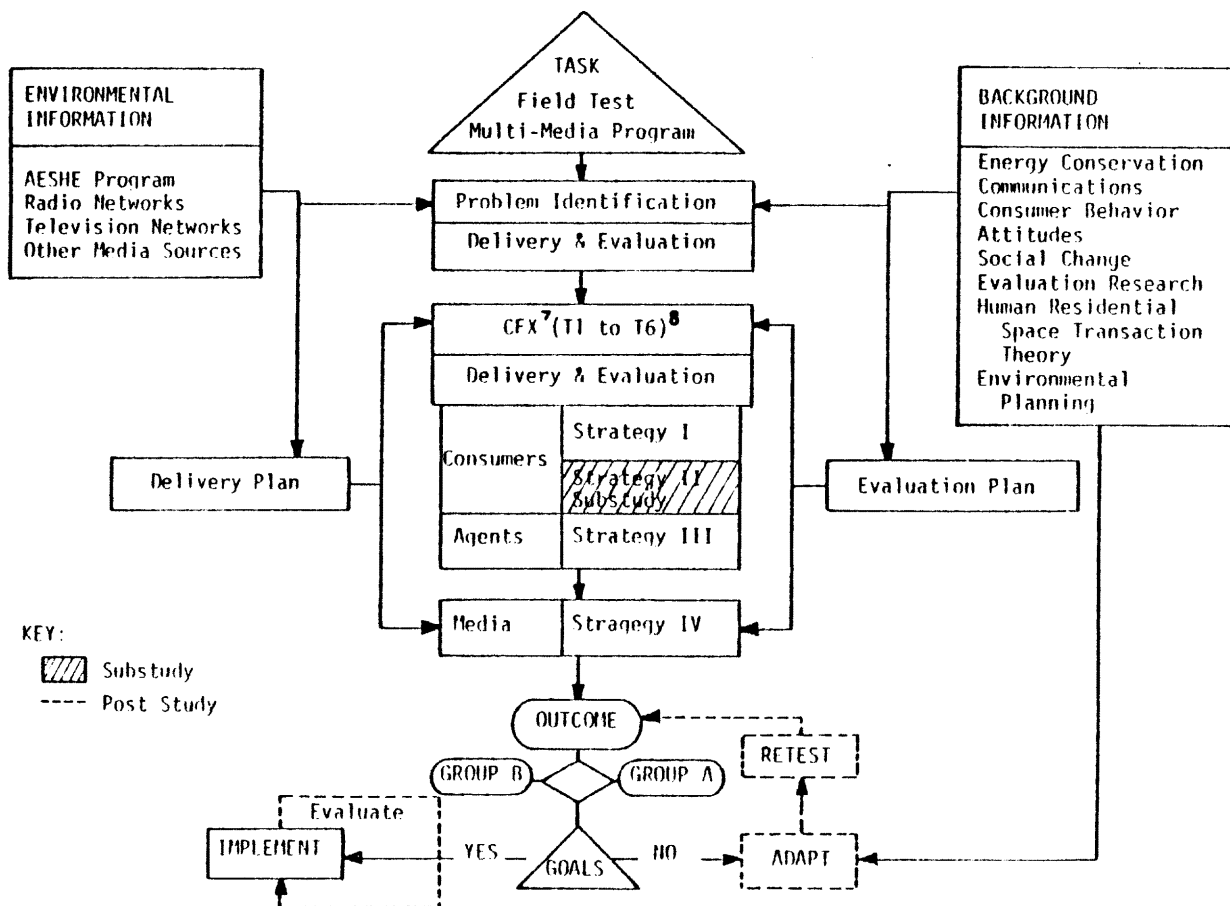 TASK
Field Test
Multi-Media Program
ENVIRONMENTAL
INFORMATION
AESHE Program
Radio Networks
Television Networks
Other Media Sources
BACKGROUND
INFORMATION
Energy Conservation
Communications
Consumer Behavior
Attitudes
Social Change
Evaluation Research
Human Residential
Space Transaction
Theory
Environmental
Planning
Problem Identification
Delivery & Evaluation
CFX⁷(T1 to T6)⁸
Delivery & Evaluation
Consumers
Strategy I
Strategy II
Substudy
Agents
Strategy III
Delivery Plan
Evaluation Plan
Media
Stragegy IV
KEY:
Substudy
Post Study
OUTCOME
GROUP B
GROUP A
RETEST
Evaluate
IMPLEMENT
YES
GOALS
NO
ADAPT